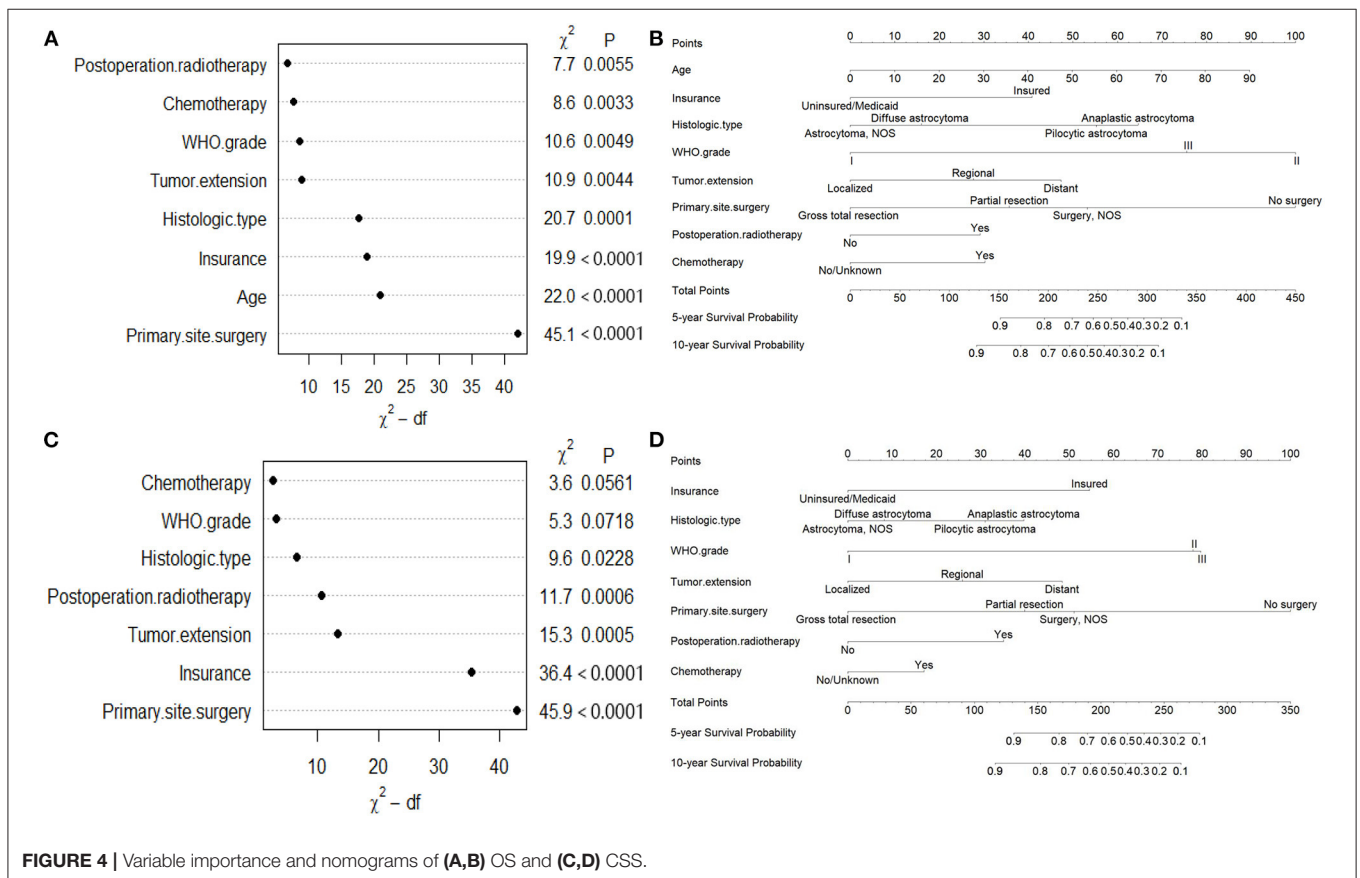 A
χ² P
Postoperation.radiotherapy 7.7 0.0055
Chemotherapy 8.6 0.0033
WHO.grade 10.6 0.0049
Tumor.extension 10.9 0.0044
Histologic.type 20.7 0.0001
Insurance 19.9 < 0.0001
Age 22.0 < 0.0001
Primary.site.surgery 45.1 < 0.0001
10 15 20 25 30 35 40
χ² − df
B
Points 0 10 20 30 40 50 60 70 80 90 100
Age 0 10 20 30 40 50 60 70 80 90
Insured
Insurance
Uninsured/Medicaid
Diffuse astrocytoma Anaplastic astrocytoma
Histologic.type
Astrocytoma, NOS Pilocytic astrocytoma
III
WHO.grade
I II
Regional
Tumor.extension
Localized Distant
Partial resection No surgery
Primary.site.surgery
Gross total resection Surgery, NOS
Yes
Postoperation.radiotherapy
No
Yes
Chemotherapy
No/Unknown
Total Points 0 50 100 150 200 250 300 350 400 450
5-year Survival Probability
0.9 0.8 0.7 0.6 0.5 0.4 0.3 0.2 0.1
10-year Survival Probability
0.9 0.8 0.7 0.6 0.5 0.4 0.3 0.2 0.1
C
χ² P
Chemotherapy 3.6 0.0561
WHO.grade 5.3 0.0718
Histologic.type 9.6 0.0228
Postoperation.radiotherapy 11.7 0.0006
Tumor.extension 15.3 0.0005
Insurance 36.4 < 0.0001
Primary.site.surgery 45.9 < 0.0001
10 20 30 40
χ² − df
D
Points 0 10 20 30 40 50 60 70 80 90 100
Insured
Insurance
Uninsured/Medicaid
Diffuse astrocytoma Anaplastic astrocytoma
Histologic.type
Astrocytoma, NOS Pilocytic astrocytoma
II
WHO.grade
I III
Regional
Tumor.extension
Localized Distant
Partial resection No surgery
Primary.site.surgery
Gross total resection Surgery, NOS
Yes
Postoperation.radiotherapy
No
Yes
Chemotherapy
No/Unknown
Total Points 0 50 100 150 200 250 300 350
5-year Survival Probability
0.9 0.8 0.7 0.6 0.5 0.4 0.3 0.2 0.1
10-year Survival Probability
0.9 0.8 0.7 0.6 0.5 0.4 0.3 0.2 0.1
FIGURE 4 | Variable importance and nomograms of (A,B) OS and (C,D) CSS.